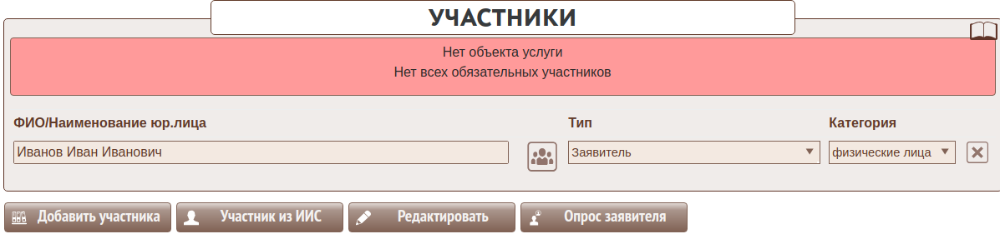 УЧАСТНИКИ
Нет объекта услуги
Нет всех обязательных участников
ФИО/Наименование юр.лица Тип Категория
Иванов Иван Иванович Заявитель физические лица
Добавить участника Участник из ИИС Редактировать Опрос заявителя